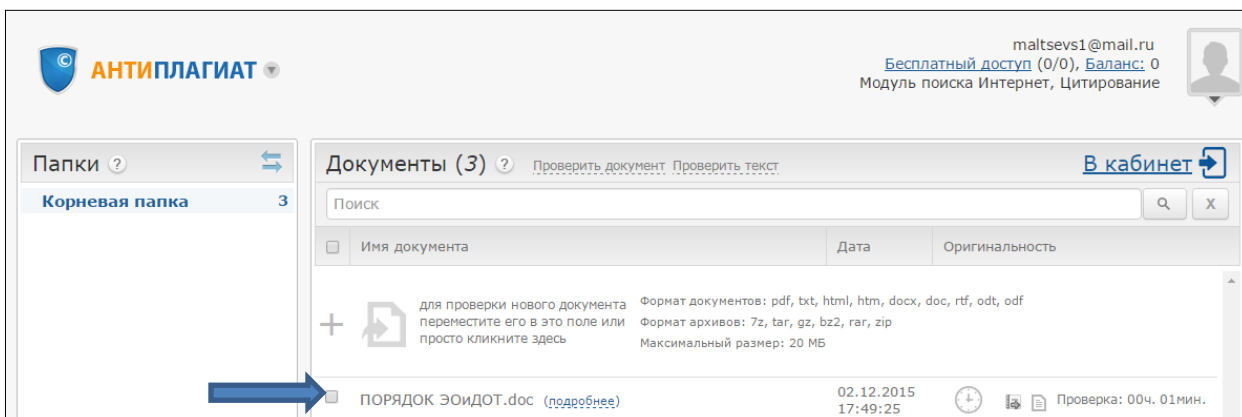 maltsevs1@mail.ru
© АНТИПЛАГИАТ
Бесплатный доступ (0/0), Баланс: 0
Модуль поиска Интернет, Цитирование
Папки ?
Документы (3) ? Проверить документ Проверить текст В кабинет
Корневая папка 3
Поиск X
Имя документа Дата Оригинальность
для проверки нового документа
переместите его в это поле или
просто кликните здесь
Формат документов: pdf, txt, html, htm, docx, doc, rtf, odt, odf
Формат архивов: 7z, tar, gz, bz2, rar, zip
Максимальный размер: 20 МБ
ПОРЯДОК ЭОиДОТ.doc (подробнее)
02.12.2015
17:49:25
Проверка: 00ч. 01мин.